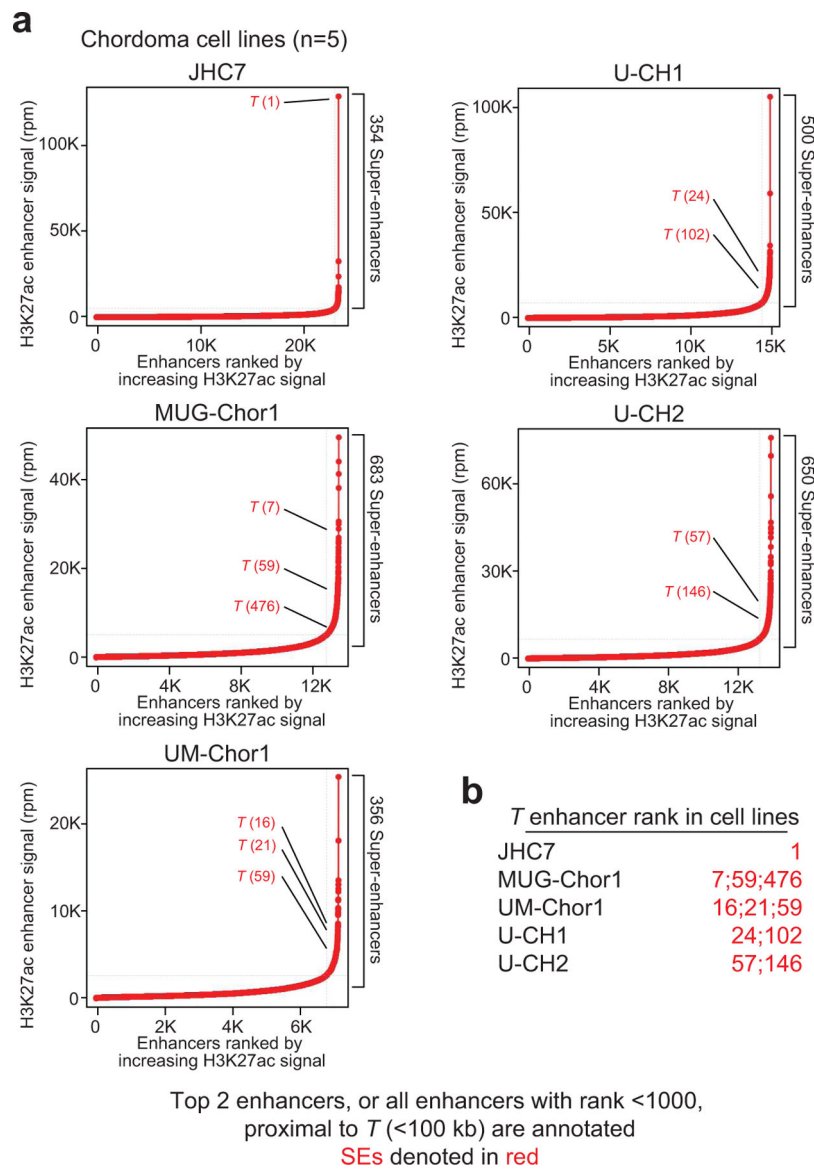 a
Chordoma cell lines (n=5)
JHC7
H3K27ac enhancer signal (rpm)
100K
50K
0
T (1)
354 Super-enhancers
0 10K 20K
Enhancers ranked by
increasing H3K27ac signal
U-CH1
H3K27ac enhancer signal (rpm)
100K
50K
0
T (24)
T (102)
500 Super-enhancers
0 5K 10K 15K
Enhancers ranked by
increasing H3K27ac signal
MUG-Chor1
H3K27ac enhancer signal (rpm)
40K
20K
0
T (7)
T (59)
T (476)
683 Super-enhancers
0 4K 8K 12K
Enhancers ranked by
increasing H3K27ac signal
U-CH2
H3K27ac enhancer signal (rpm)
60K
30K
0
T (57)
T (146)
650 Super-enhancers
0 4K 8K 12K
Enhancers ranked by
increasing H3K27ac signal
UM-Chor1
H3K27ac enhancer signal (rpm)
20K
10K
0
T (16)
T (21)
T (59)
356 Super-enhancers
0 2K 4K 6K
Enhancers ranked by
increasing H3K27ac signal
b
T enhancer rank in cell lines
JHC7 1
MUG-Chor1 7;59;476
UM-Chor1 16;21;59
U-CH1 24;102
U-CH2 57;146
Top 2 enhancers, or all enhancers with rank <1000,
proximal to T (<100 kb) are annotated
SEs denoted in red